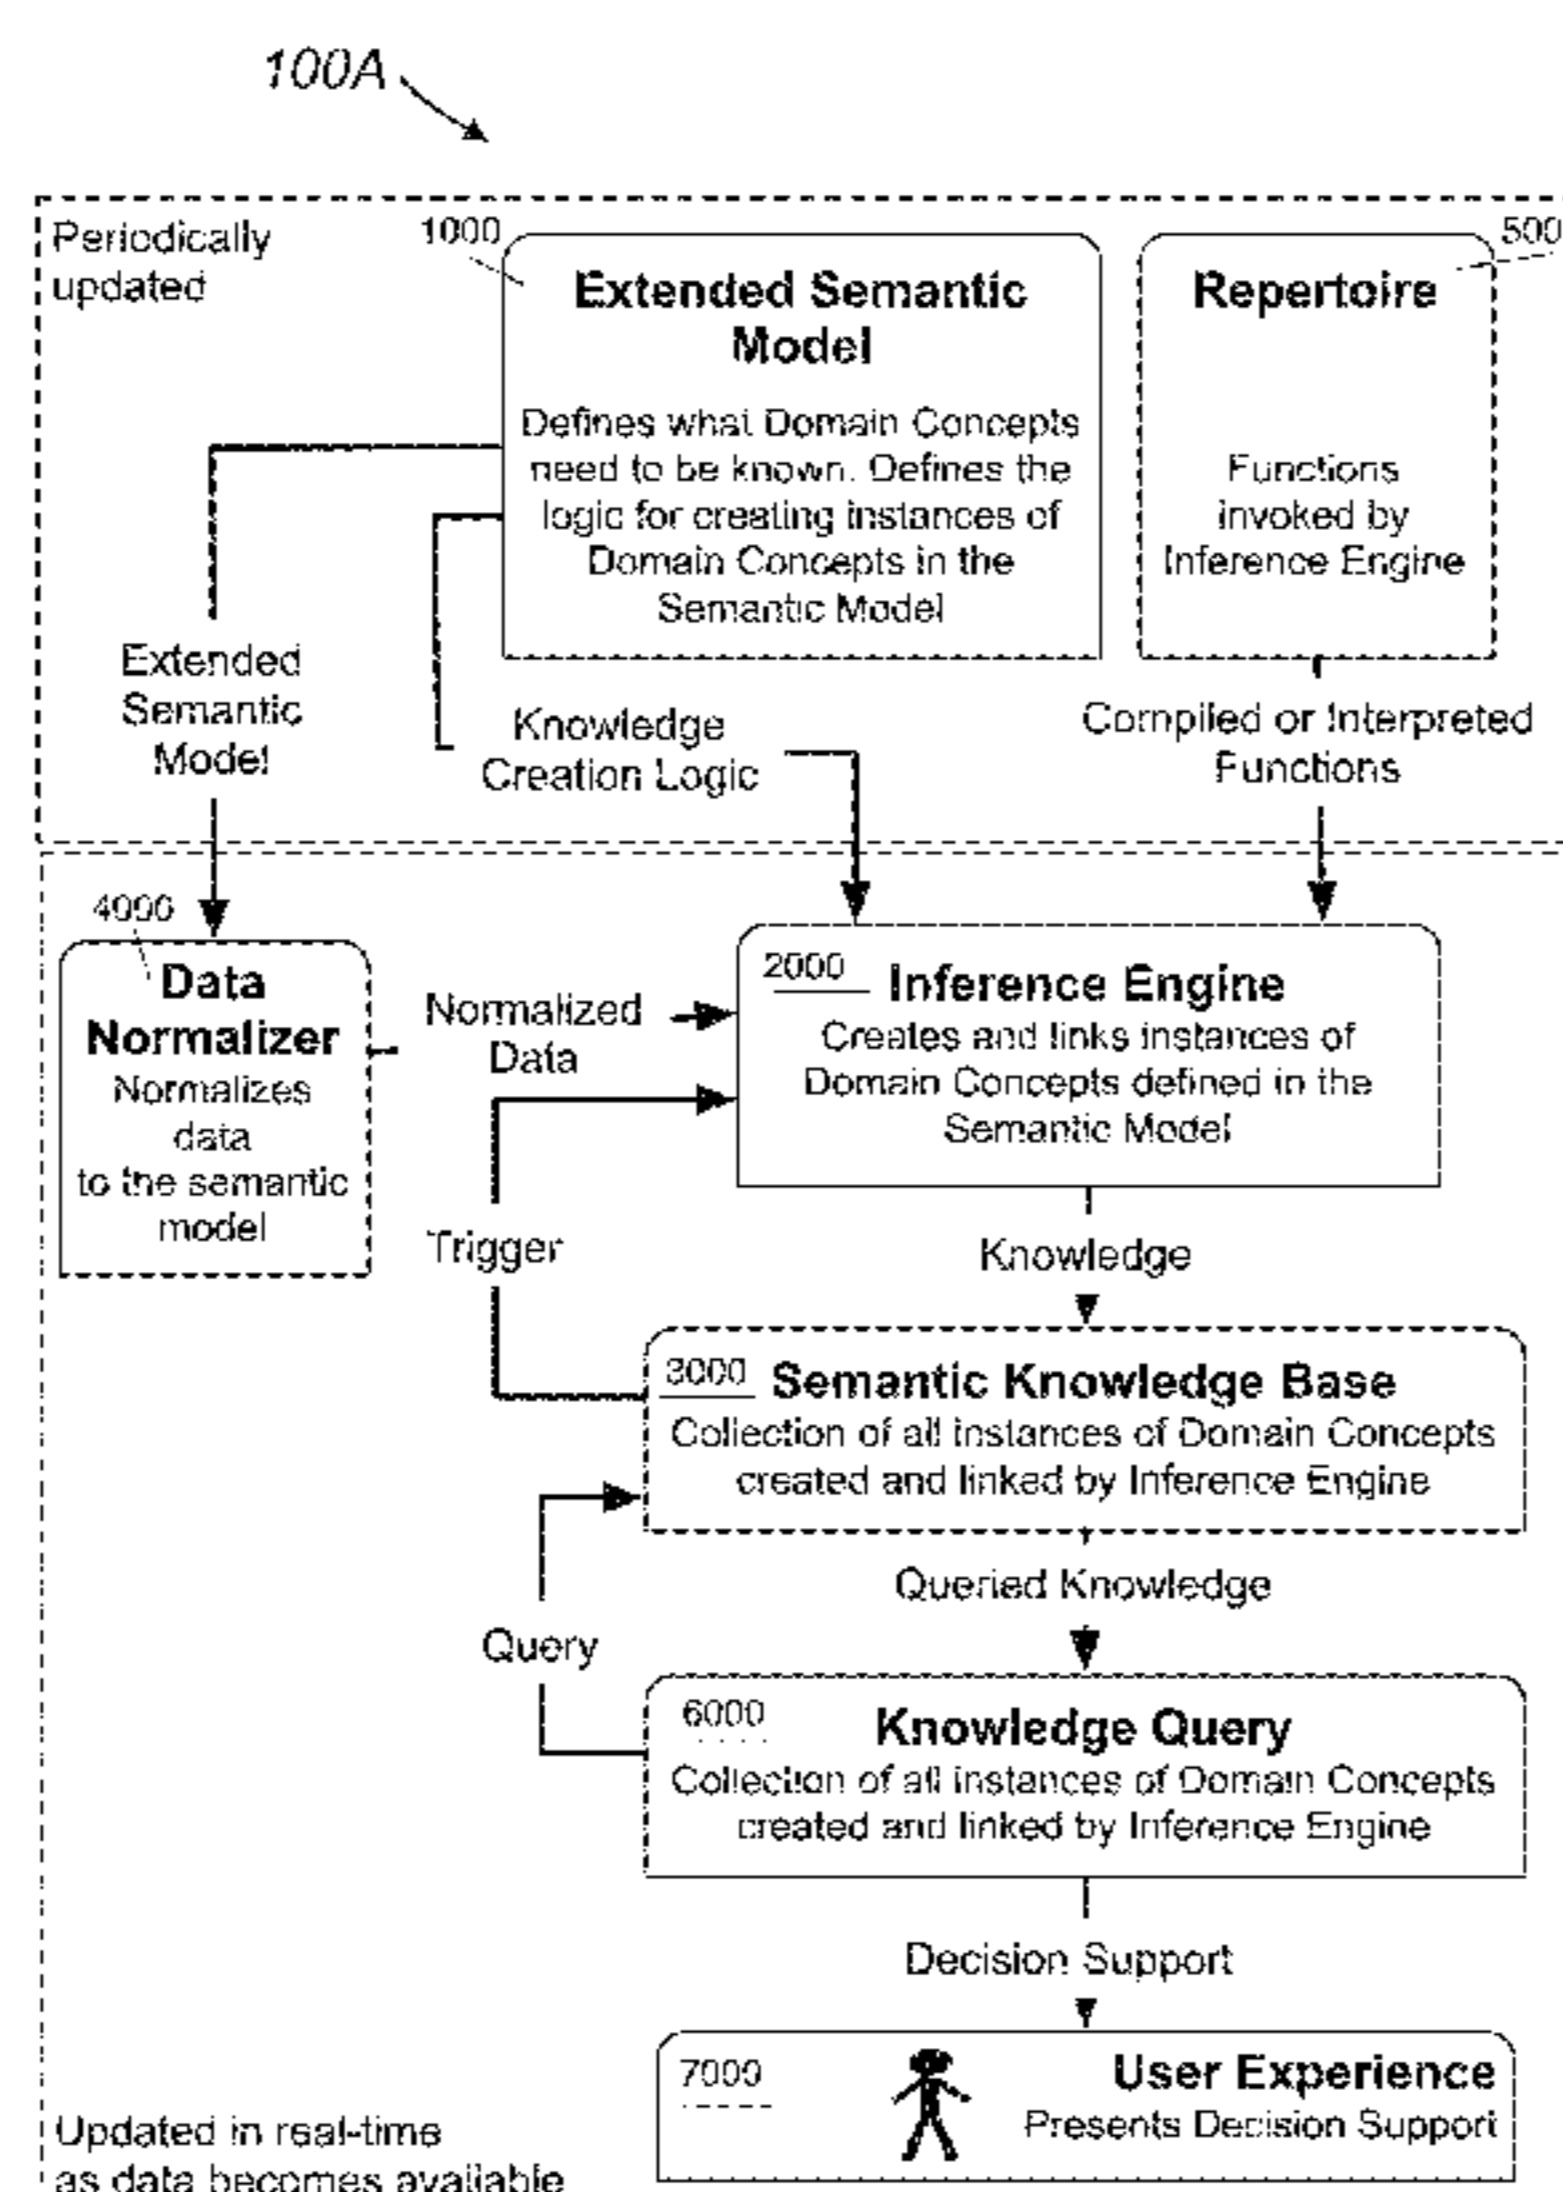 100A
Periodically
updated
1000
Extended Semantic
Model
Defines what Domain Concepts
need to be known. Defines the
logic for creating instances of
Domain Concepts in the
Semantic Model
500
Repertoire
Functions
invoked by
Inference Engine
Extended
Semantic
Model
Knowledge
Creation Logic
Compiled or Interpreted
Functions
4000
Data
Normalizer
Normalizes
data
to the semantic
model
Normalized
Data
2000
Inference Engine
Creates and links instances of
Domain Concepts defined in the
Semantic Model
Trigger
Knowledge
3000
Semantic Knowledge Base
Collection of all instances of Domain Concepts
created and linked by Inference Engine
Query
Queried Knowledge
6000
Knowledge Query
Collection of all instances of Domain Concepts
created and linked by Inference Engine
Decision Support
7000
User Experience
Presents Decision Support
Updated in real-time
as data becomes available